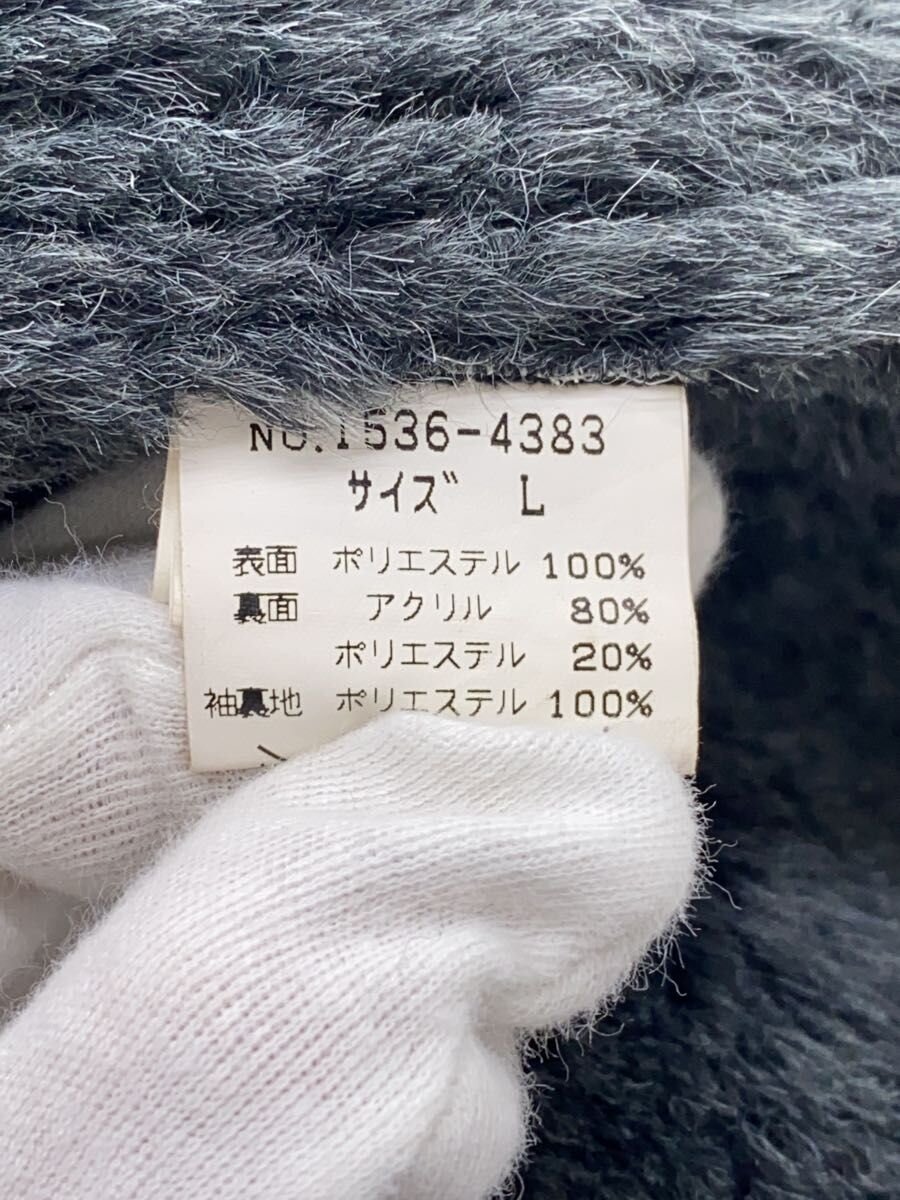 NO.1536-4383
サイズ L
表面 ポリエステル 100%
裏面 アクリル 80%
ポリエステル 20%
袖裏地 ポリエステル 100%